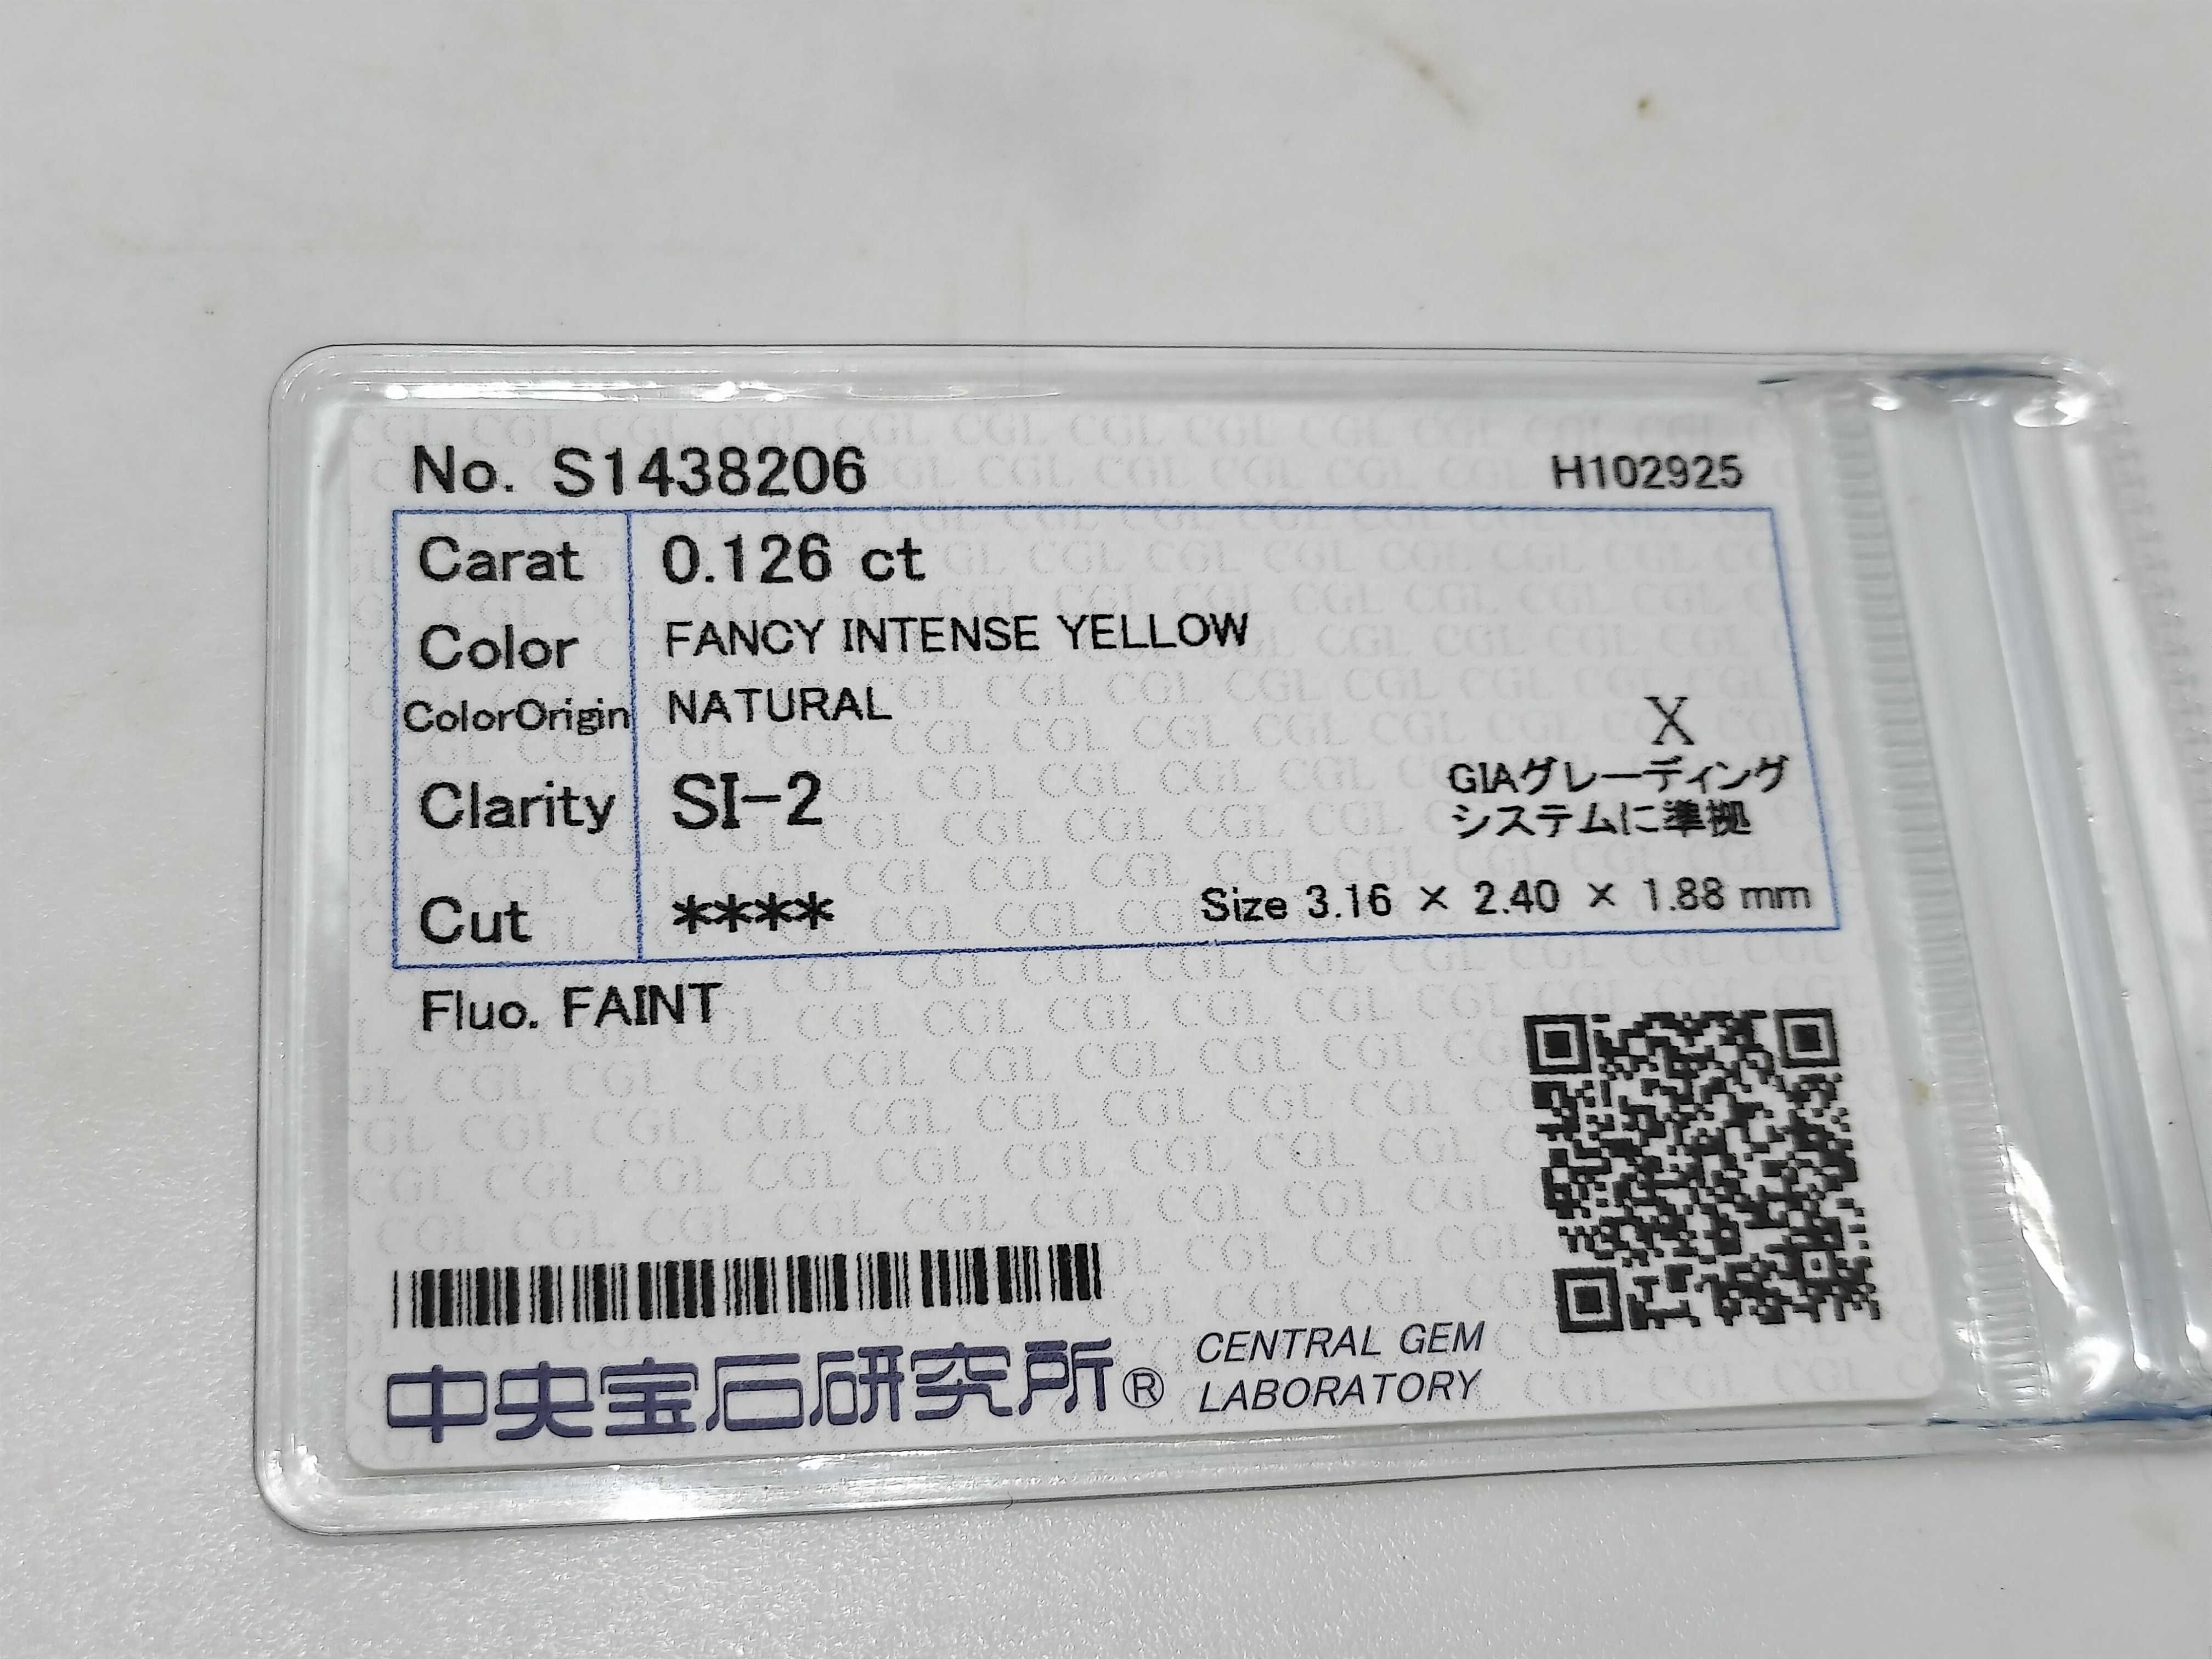 No. S1438206 H102925
Carat 0.126 ct
Color FANCY INTENSE YELLOW
ColorOrigin NATURAL
X
GIAグレーディング
システムに準拠
Clarity SI-2
Cut **** Size 3.16 × 2.40 × 1.88 mm
Fluo. FAINT
中央宝石研究所® CENTRAL GEM
LABORATORY